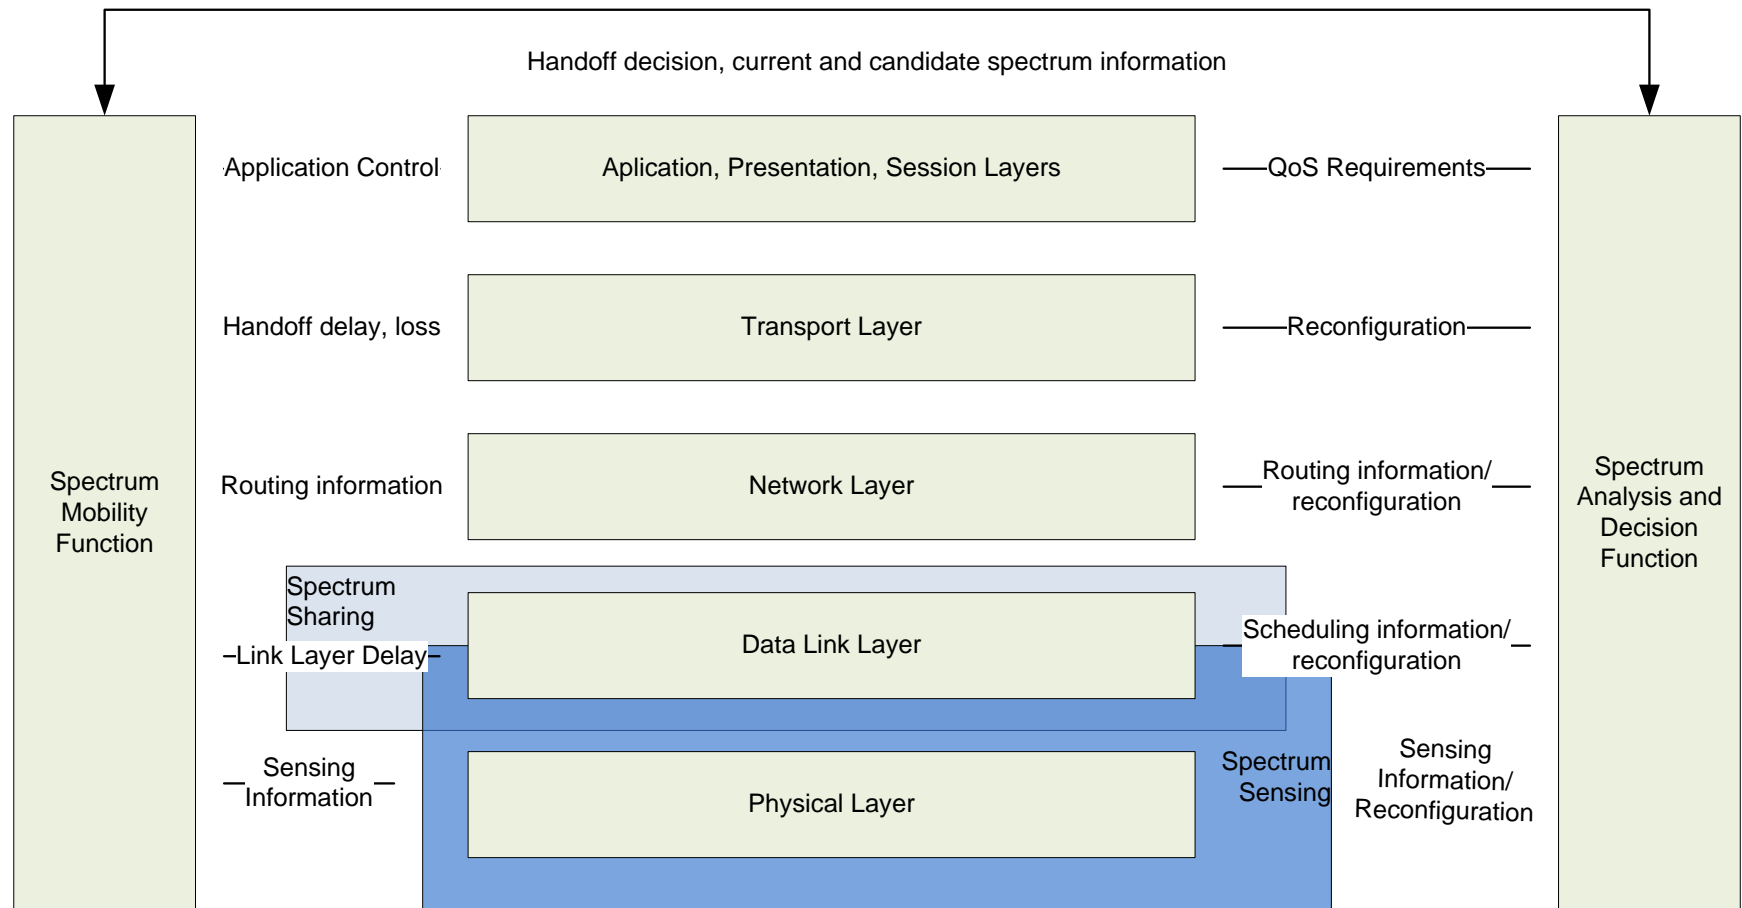 Handoff decision, current and candidate spectrum information
Application Control
Aplication, Presentation, Session Layers
QoS Requirements
Handoff delay, loss
Transport Layer
Reconfiguration
Spectrum
Mobility
Function
Routing information
Network Layer
Routing information/
reconfiguration
Spectrum
Analysis and
Decision
Function
Spectrum
Sharing
Link Layer Delay
Data Link Layer
Scheduling information/
reconfiguration
Sensing
Information
Physical Layer
Spectrum
Sensing
Sensing
Information/
Reconfiguration